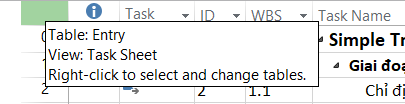 Task ID WBS Task Name
Table: Entry
View: Task Sheet
Right-click to select and change tables.
Simple Tr
Giai đoạ
2 2 1.1 Chỉ đị